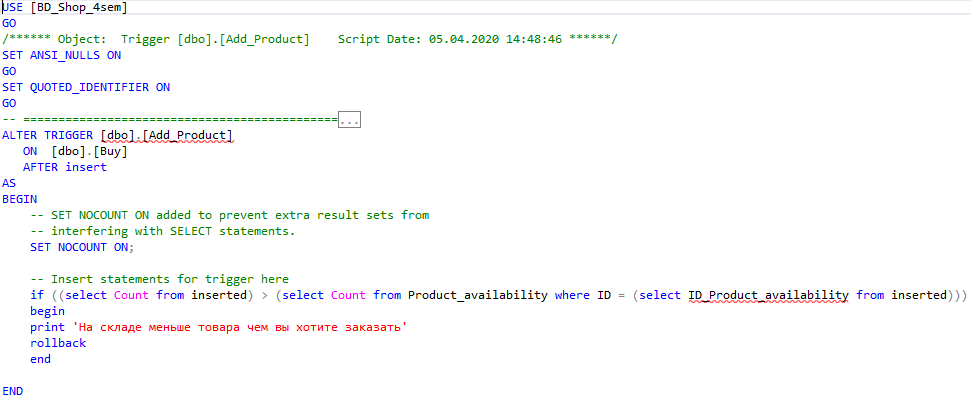 USE [BD_Shop_4sem]
GO
/****** Object:  Trigger [dbo].[Add_Product]    Script Date: 05.04.2020 14:48:46 ******/
SET ANSI_NULLS ON
GO
SET QUOTED_IDENTIFIER ON
GO
-- =============================================...
ALTER TRIGGER [dbo].[Add_Product]
   ON  [dbo].[Buy]
   AFTER insert
AS
BEGIN
    -- SET NOCOUNT ON added to prevent extra result sets from
    -- interfering with SELECT statements.
    SET NOCOUNT ON;
    -- Insert statements for trigger here
    if ((select Count from inserted) > (select Count from Product_availability where ID = (select ID_Product_availability from inserted)))
    begin
    print 'На складе меньше товара чем вы хотите заказать'
    rollback
    end
END